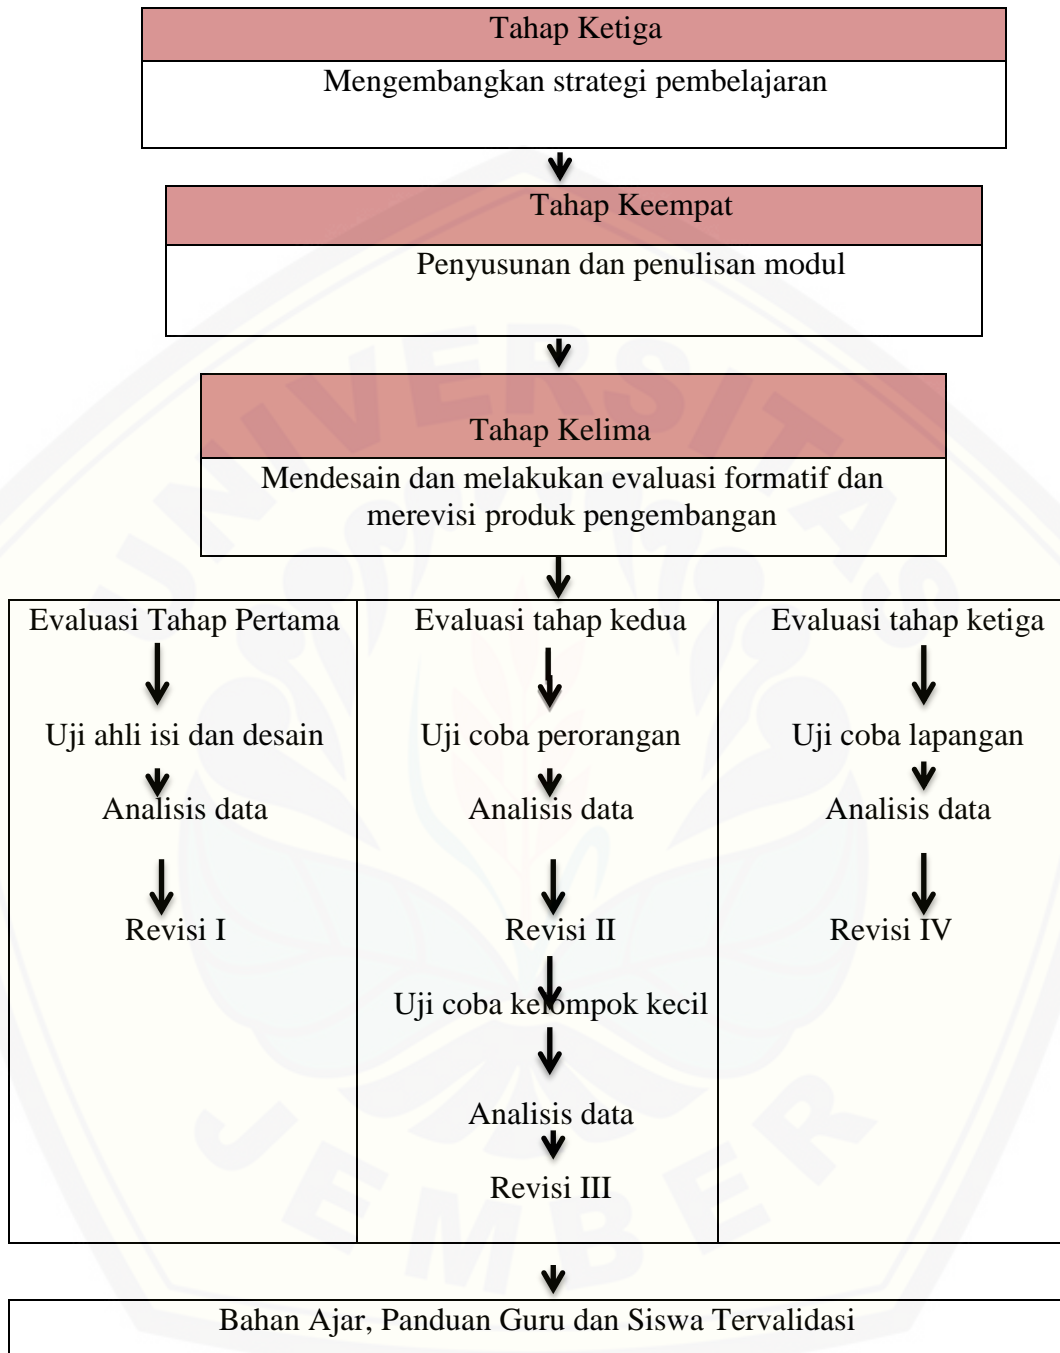 Tahap Ketiga
Mengembangkan strategi pembelajaran
Tahap Keempat
Penyusunan dan penulisan modul
Tahap Kelima
Mendesain dan melakukan evaluasi formatif dan
merevisi produk pengembangan
Evaluasi Tahap Pertama
Uji ahli isi dan desain
Analisis data
Revisi I
Evaluasi tahap kedua
Uji coba perorangan
Analisis data
Revisi II
Uji coba kelompok kecil
Analisis data
Revisi III
Evaluasi tahap ketiga
Uji coba lapangan
Analisis data
Revisi IV
Bahan Ajar, Panduan Guru dan Siswa Tervalidasi
UNIVERSITAS
JEMBER